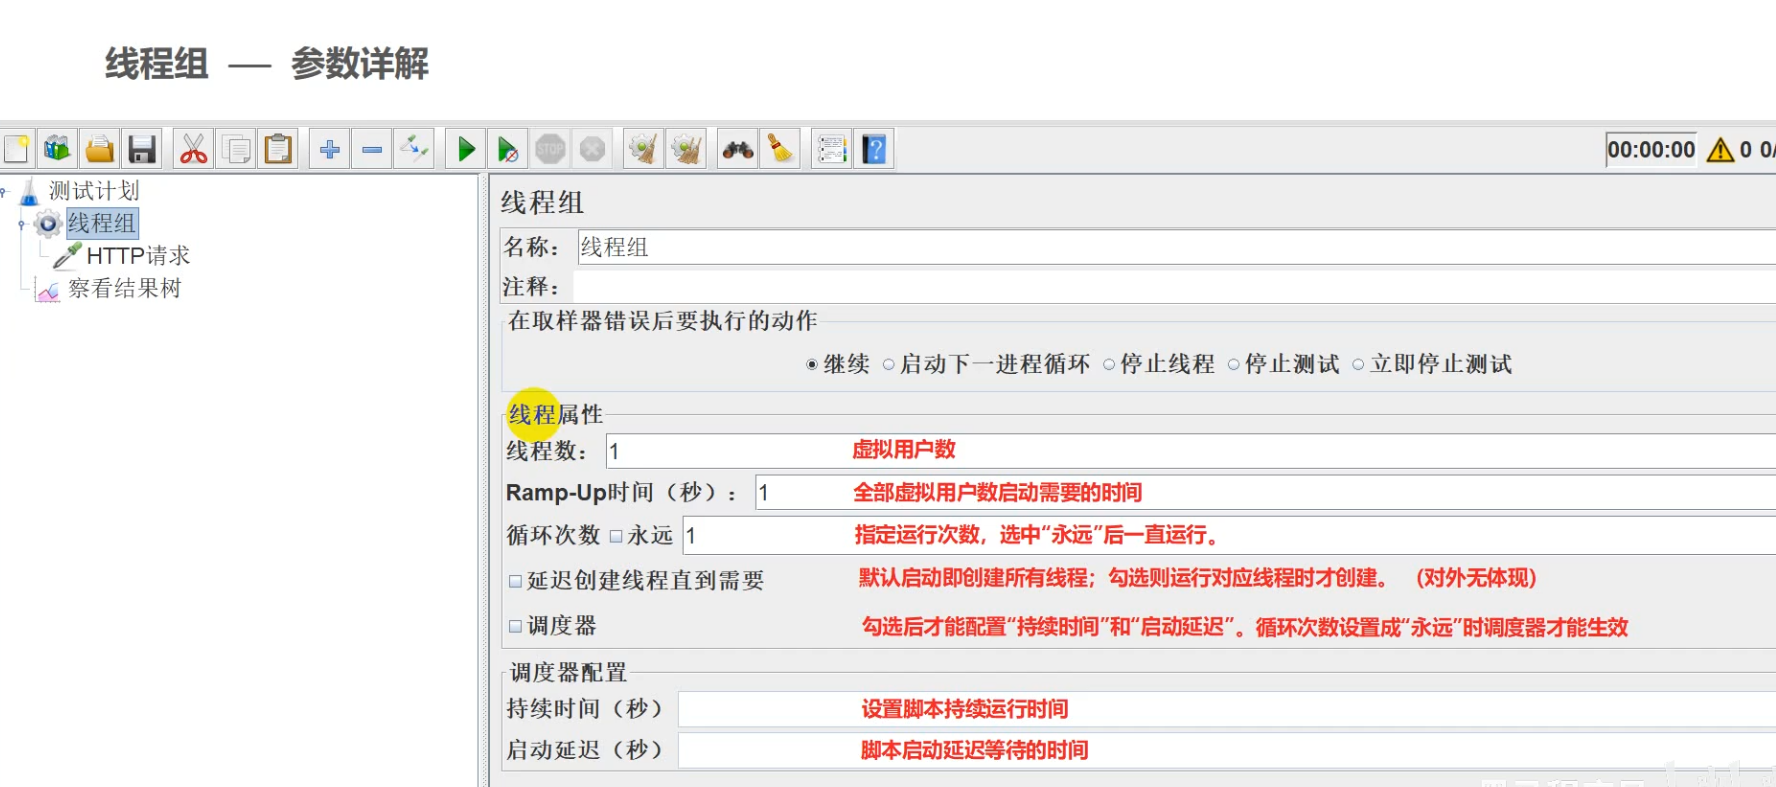 线程组 — 参数详解
STOP
00:00:00 0 0/
测试计划
线程组
HTTP请求
察看结果树
线程组
名称： 线程组
注释：
在取样器错误后要执行的动作
继续 启动下一进程循环 停止线程 停止测试 立即停止测试
线程属性
线程数： 1 虚拟用户数
Ramp-Up时间（秒）： 1 全部虚拟用户数启动需要的时间
循环次数 永远 1 指定运行次数，选中“永远”后一直运行。
延迟创建线程直到需要 默认启动即创建所有线程；勾选则运行对应线程时才创建。 （对外无体现）
调度器 勾选后才能配置“持续时间”和“启动延迟”。循环次数设置成“永远”时调度器才能生效
调度器配置
持续时间（秒） 设置脚本持续运行时间
启动延迟（秒） 脚本启动延迟等待的时间